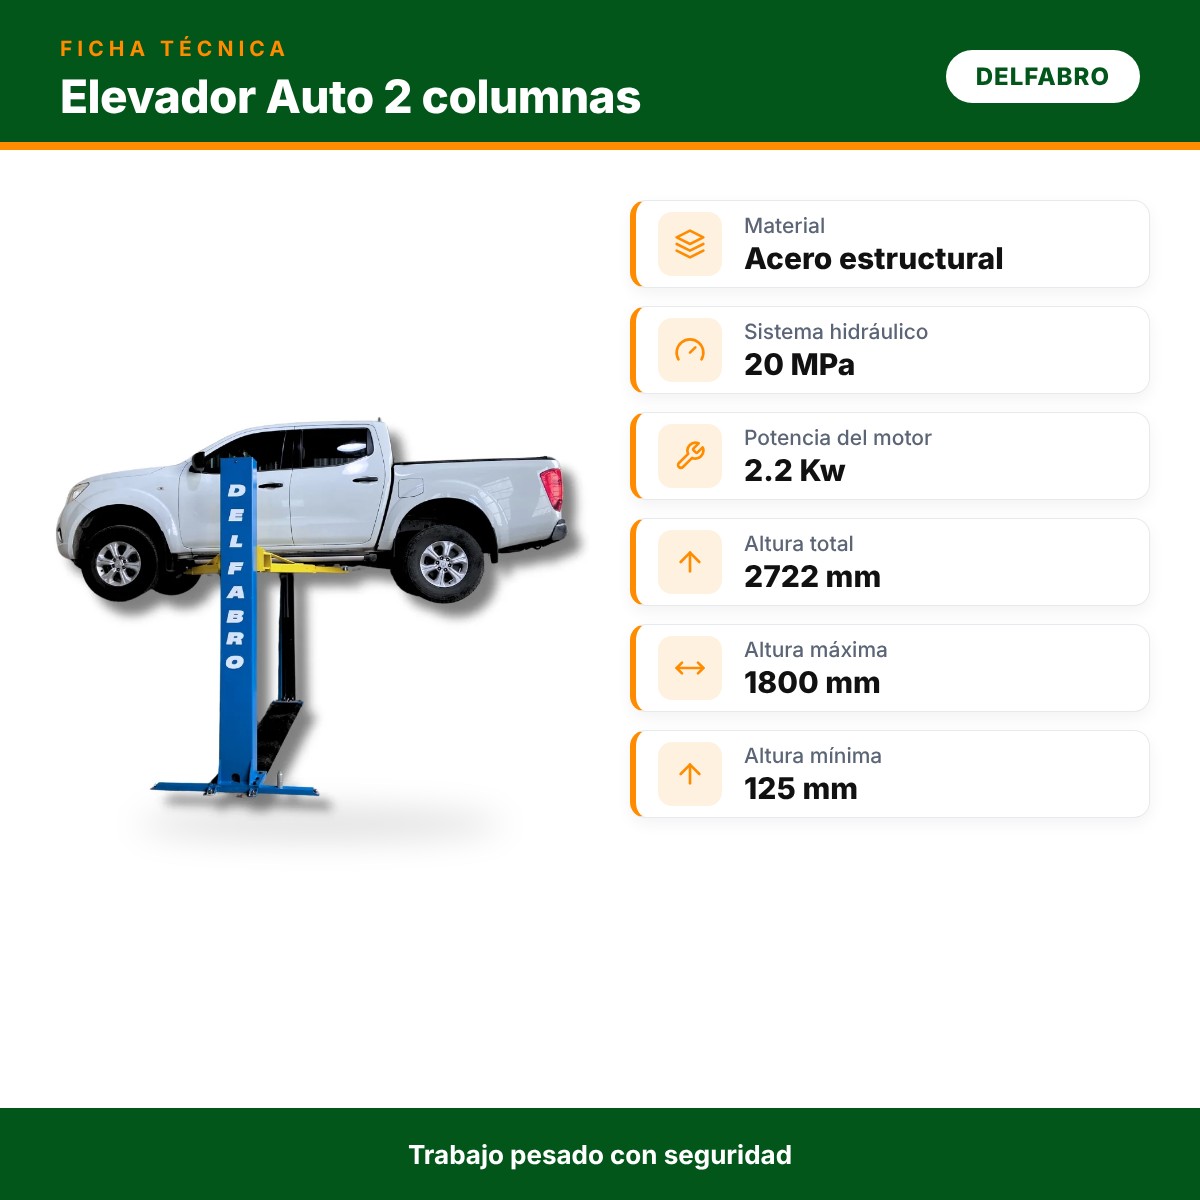 FICHA TÉCNICA
Elevador Auto 2 columnas
DELFABRO
Material
Acero estructural
Sistema hidráulico
20 MPa
Potencia del motor
2.2 Kw
Altura total
2722 mm
Altura máxima
1800 mm
Altura mínima
125 mm
DELFABRO
Trabajo pesado con seguridad